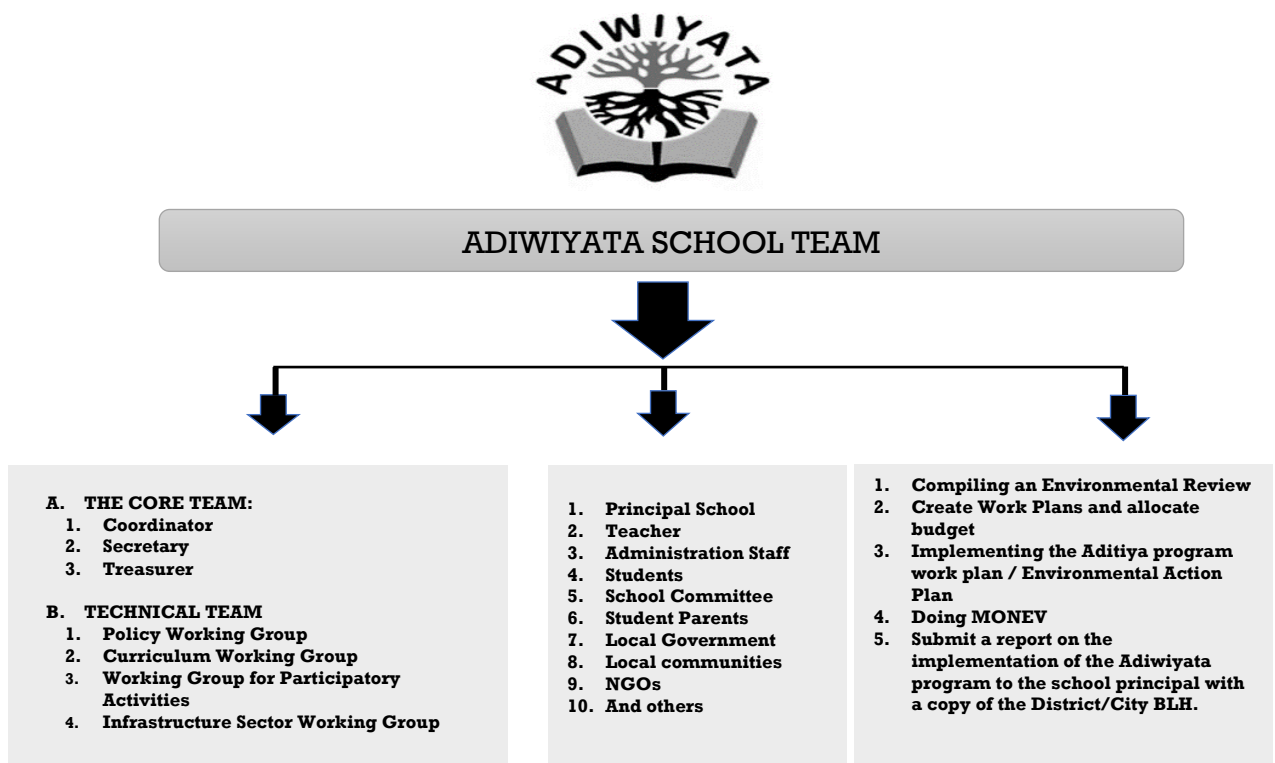 ADIWIYATA
ADIWIYATA SCHOOL TEAM
A. THE CORE TEAM:
1. Coordinator
2. Secretary
3. Treasurer
B. TECHNICAL TEAM
1. Policy Working Group
2. Curriculum Working Group
3. Working Group for Participatory
Activities
4. Infrastructure Sector Working Group
1. Principal School
2. Teacher
3. Administration Staff
4. Students
5. School Committee
6. Student Parents
7. Local Government
8. Local communities
9. NGOs
10. And others
1. Compiling an Environmental Review
2. Create Work Plans and allocate
budget
3. Implementing the Aditiya program
work plan / Environmental Action
Plan
4. Doing MONEV
5. Submit a report on the
implementation of the Adiwiyata
program to the school principal with
a copy of the District/City BLH.